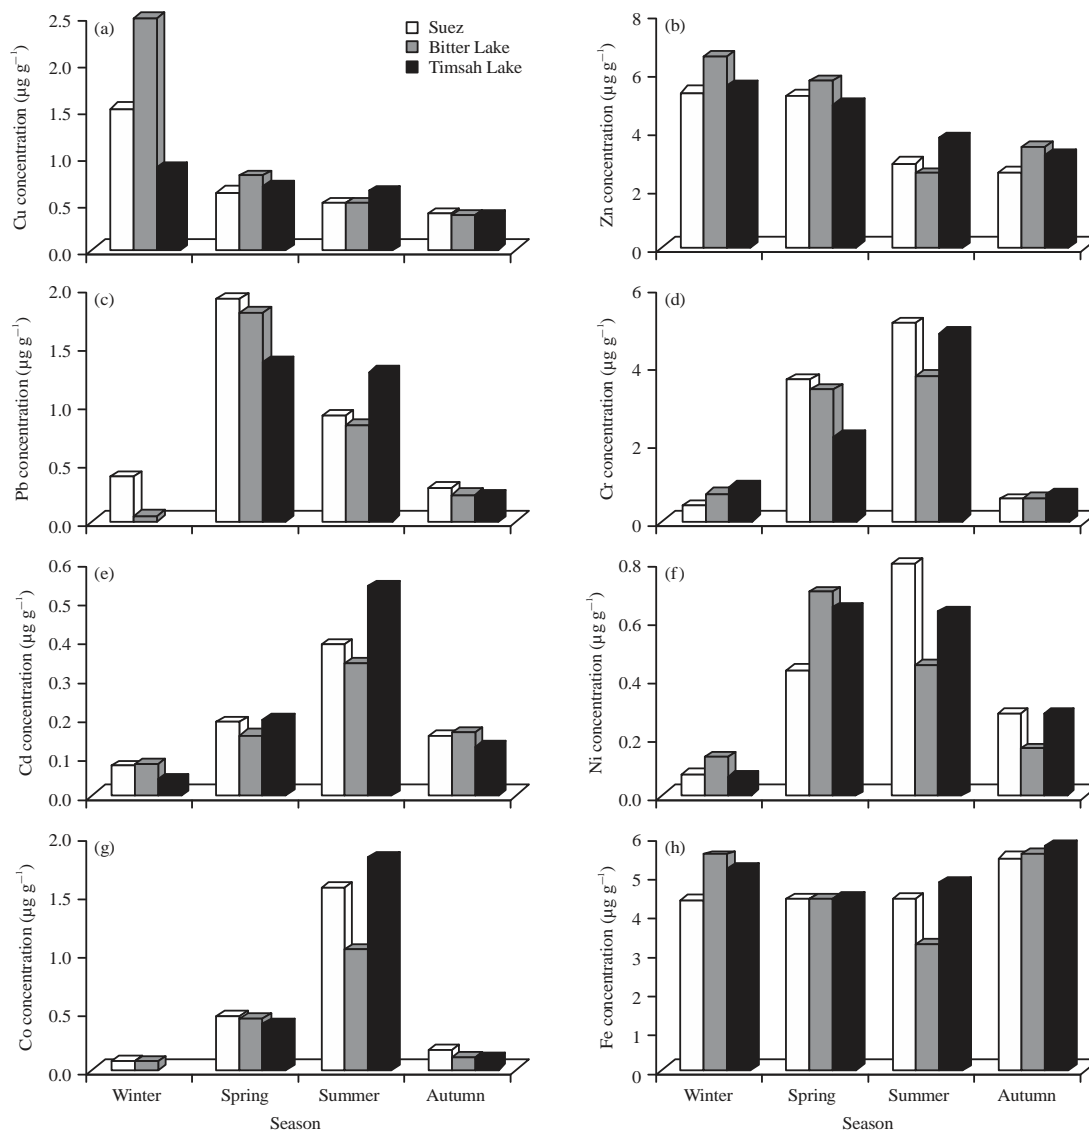 (a)
Suez
Bitter Lake
Timsah Lake
Cu concentration (µg g⁻¹)
2.5
2.0
1.5
1.0
0.5
0.0
(b)
Zn concentration (µg g⁻¹)
8
6
4
2
0
(c)
Pb concentration (µg g⁻¹)
2.0
1.5
1.0
0.5
0.0
(d)
Cr concentration (µg g⁻¹)
6
4
2
0
(e)
Cd concentration (µg g⁻¹)
0.6
0.5
0.4
0.3
0.2
0.1
0.0
(f)
Ni concentration (µg g⁻¹)
0.8
0.6
0.4
0.2
0.0
(g)
Co concentration (µg g⁻¹)
2.0
1.5
1.0
0.5
0.0
Winter Spring Summer Autumn
Season
(h)
Fe concentration (µg g⁻¹)
6
5
4
3
2
1
0
Winter Spring Summer Autumn
Season